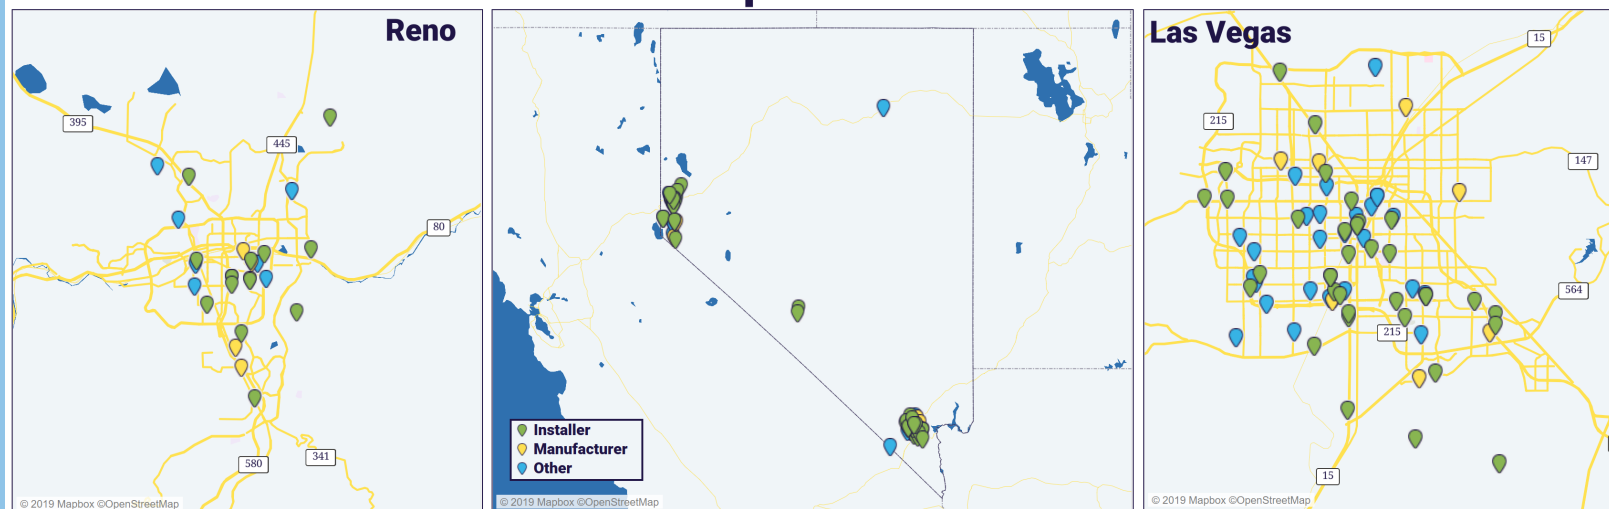 Reno
395
445
80
580
341
© 2019 Mapbox ©OpenStreetMap
Installer
Manufacturer
Other
© 2019 Mapbox ©OpenStreetMap
Las Vegas
15
215
147
564
215
15
© 2019 Mapbox ©OpenStreetMap